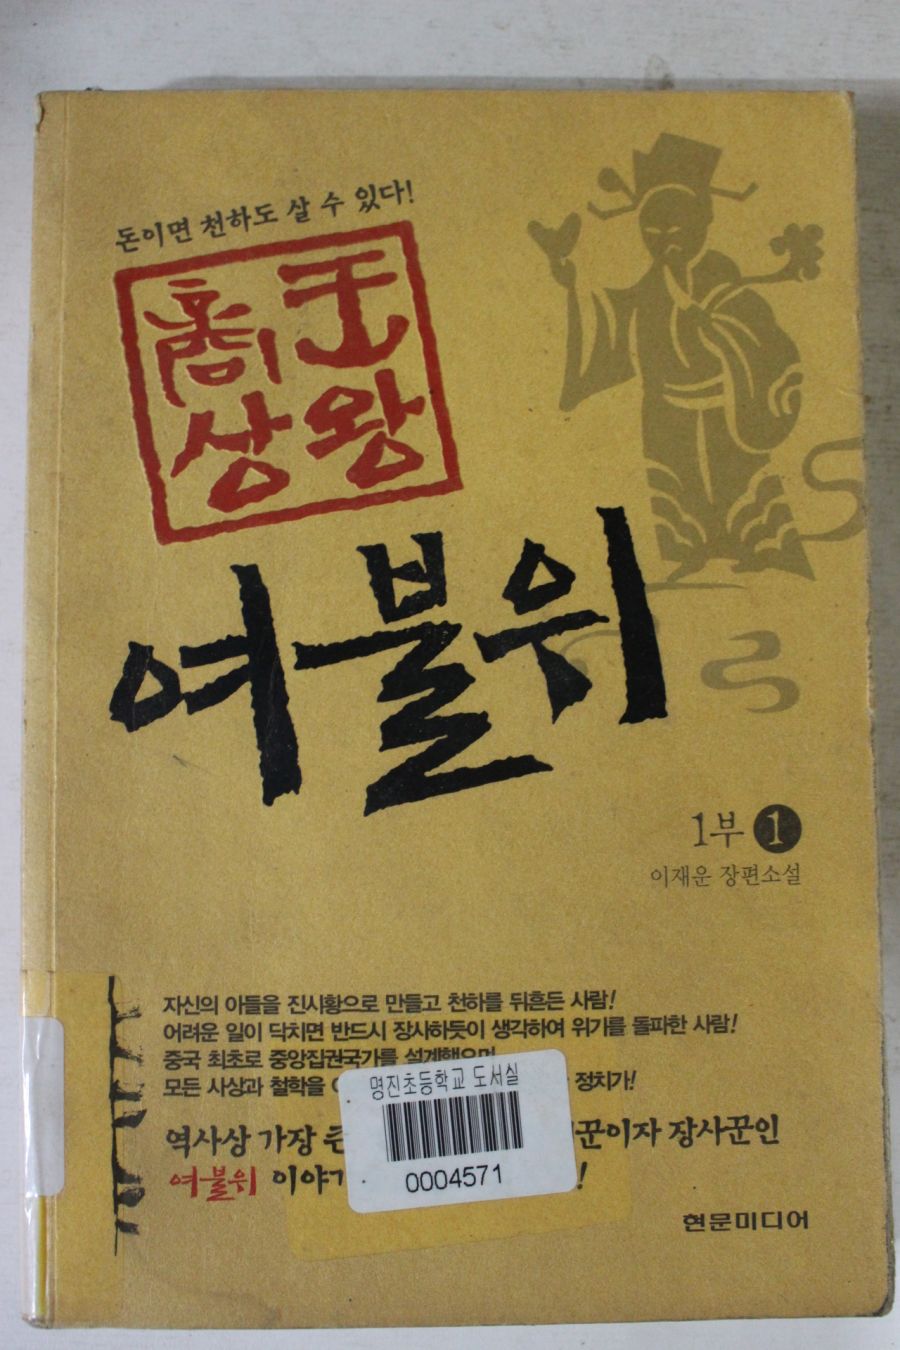 돈이면 천하도 살 수 있다!
商王
상왕
여불위
1부 1
이재운 장편소설
자신의 아들을 진시황으로 만들고 천하를 뒤흔든 사람!
어려운 일이 닥치면 반드시 장사하듯이 생각하여 위기를 돌파한 사람!
중국 최초로 중앙집권국가를 설계했으며
모든 사상과 철학을 정치가!
명진초등학교 도서실
0004571
역사상 가장 꾼이자 장사꾼인
여불위 이야기 !
현문미디어